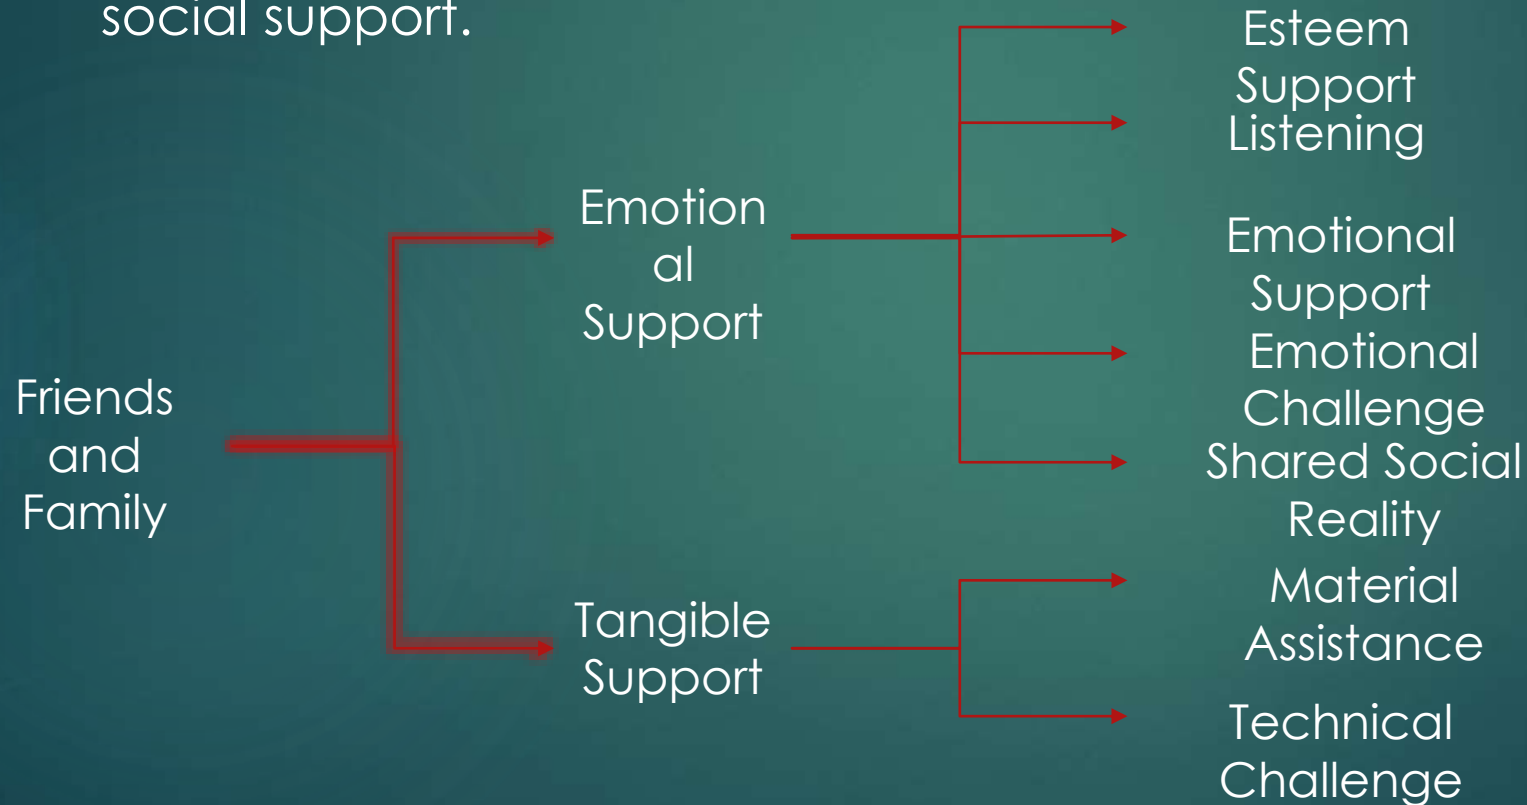 social support.
Friends
and
Family
Emotion
al
Support
Esteem
Support
Listening
Emotional
Support
Emotional
Challenge
Shared Social
Reality
Tangible
Support
Material
Assistance
Technical
Challenge